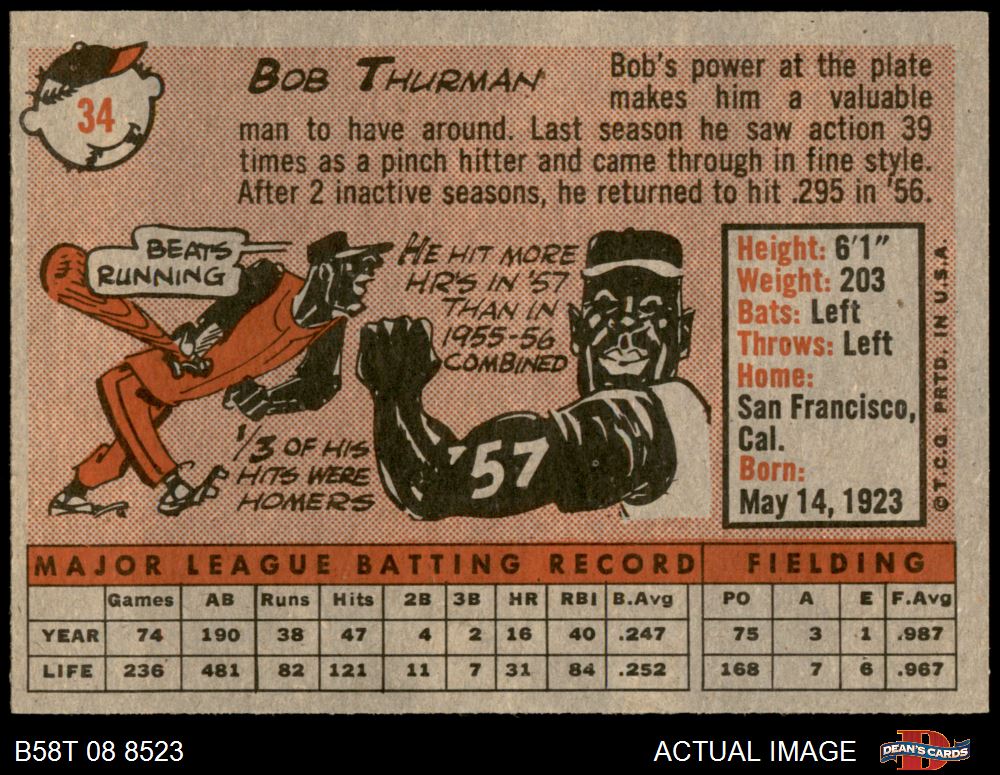 34
BOB THURMAN
Bob's power at the plate
makes him a valuable
man to have around. Last season he saw action 39
times as a pinch hitter and came through in fine style.
After 2 inactive seasons, he returned to hit .295 in '56.
BEATS
RUNNING
1/3 OF HIS
HITS WERE
HOMERS
HE HIT MORE
HR'S IN '57
THAN IN
1955-56
COMBINED
'57
Height: 6'1"
Weight: 203
Bats: Left
Throws: Left
Home:
San Francisco,
Cal.
Born:
May 14, 1923
© T.C.G. PRTD. IN U.S.A
MAJOR LEAGUE BATTING RECORD FIELDING
Games AB Runs Hits 2B 3B HR RBI B.Avg PO A E F.Avg
YEAR 74 190 38 47 4 2 16 40 .247 75 3 1 .987
LIFE 236 481 82 121 11 7 31 84 .252 168 7 6 .967
B58T 08 8523 ACTUAL IMAGE DEAN'S CARDS